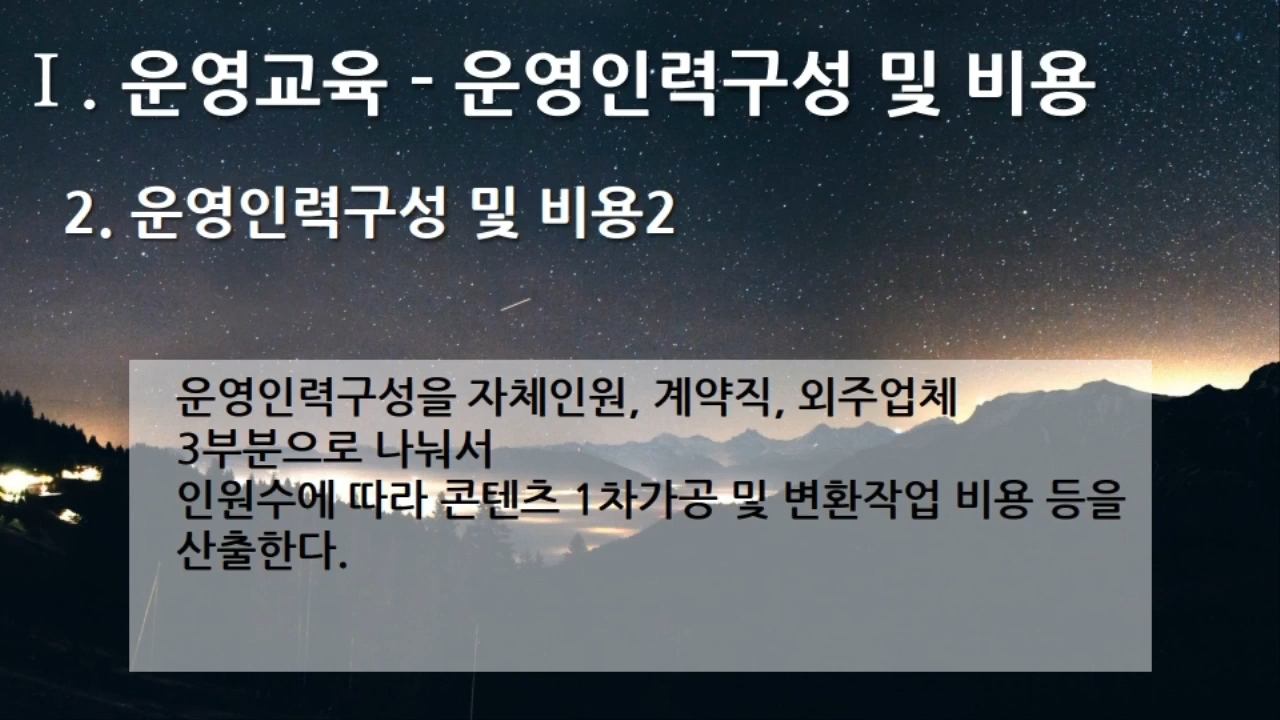 Ⅰ. 운영교육 - 운영인력구성 및 비용
2. 운영인력구성 및 비용2
운영인력구성을 자체인원, 계약직, 외주업체
3부분으로 나눠서
인원수에 따라 콘텐츠 1차가공 및 변환작업 비용 등을
산출한다.